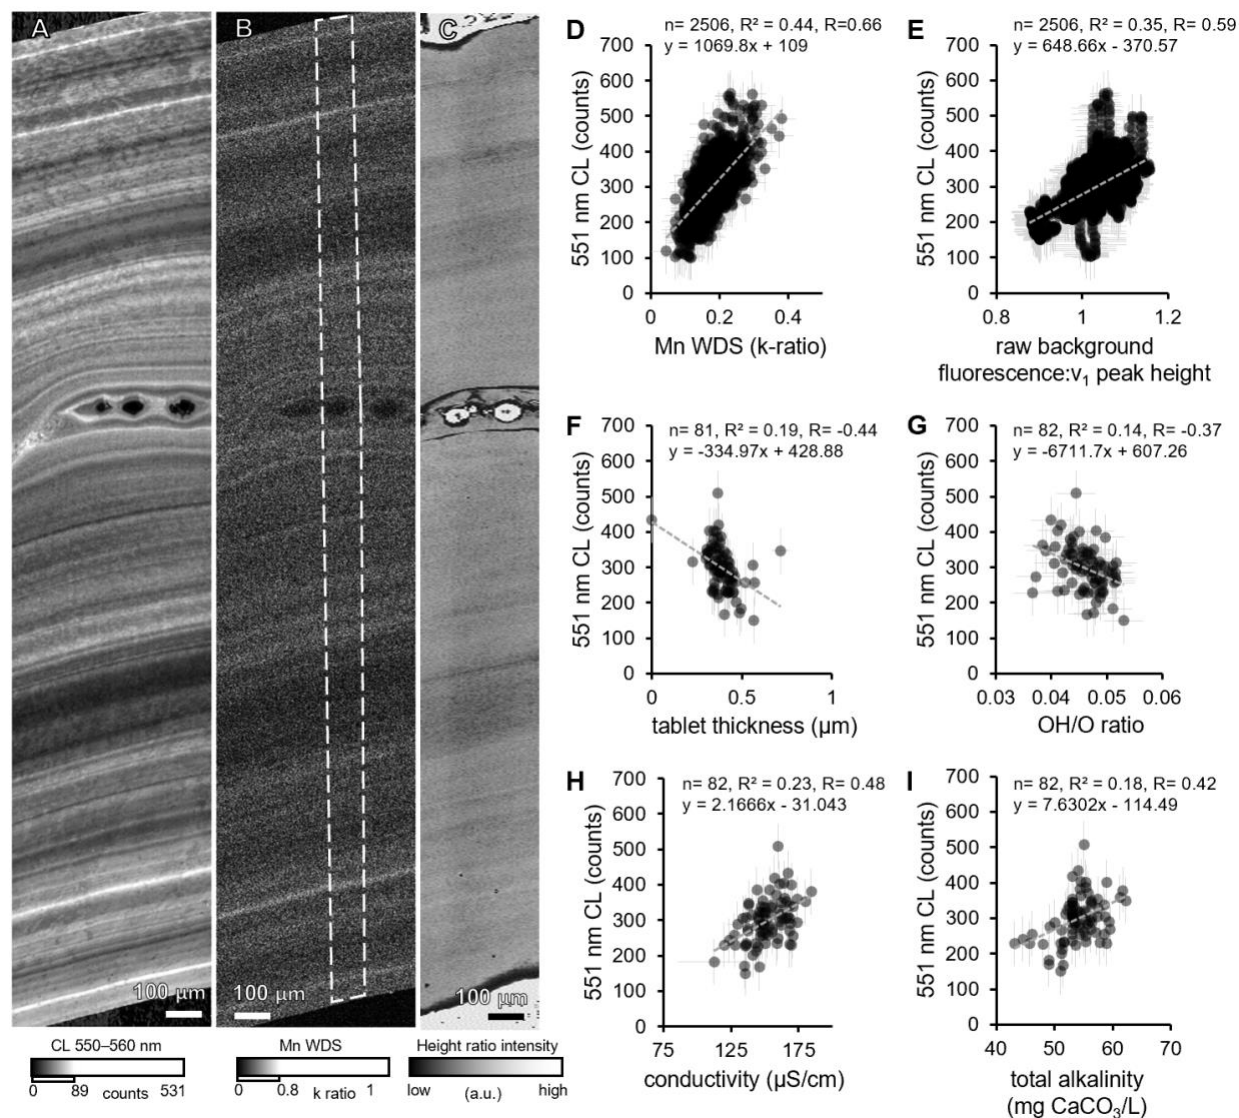 A
B
C
100 µm
100 µm
100 µm
CL 550–560 nm
0 89 counts 531
Mn WDS
0 0.8 k ratio 1
Height ratio intensity
low (a.u.) high
D
n= 2506, R² = 0.44, R=0.66
y = 1069.8x + 109
551 nm CL (counts)
700
600
500
400
300
200
100
0
0 0.2 0.4
Mn WDS (k-ratio)
E
n= 2506, R² = 0.35, R= 0.59
y = 648.66x - 370.57
551 nm CL (counts)
700
600
500
400
300
200
100
0
0.8 1 1.2
raw background
fluorescence:v₁ peak height
F
n= 81, R² = 0.19, R= -0.44
y = -334.97x + 428.88
551 nm CL (counts)
700
600
500
400
300
200
100
0
0 0.5 1
tablet thickness (µm)
G
n= 82, R² = 0.14, R= -0.37
y = -6711.7x + 607.26
551 nm CL (counts)
700
600
500
400
300
200
100
0
0.03 0.04 0.05 0.06
OH/O ratio
H
n= 82, R² = 0.23, R= 0.48
y = 2.1666x - 31.043
551 nm CL (counts)
700
600
500
400
300
200
100
0
75 125 175
conductivity (µS/cm)
I
n= 82, R² = 0.18, R= 0.42
y = 7.6302x - 114.49
551 nm CL (counts)
700
600
500
400
300
200
100
0
40 50 60 70
total alkalinity
(mg CaCO₃/L)